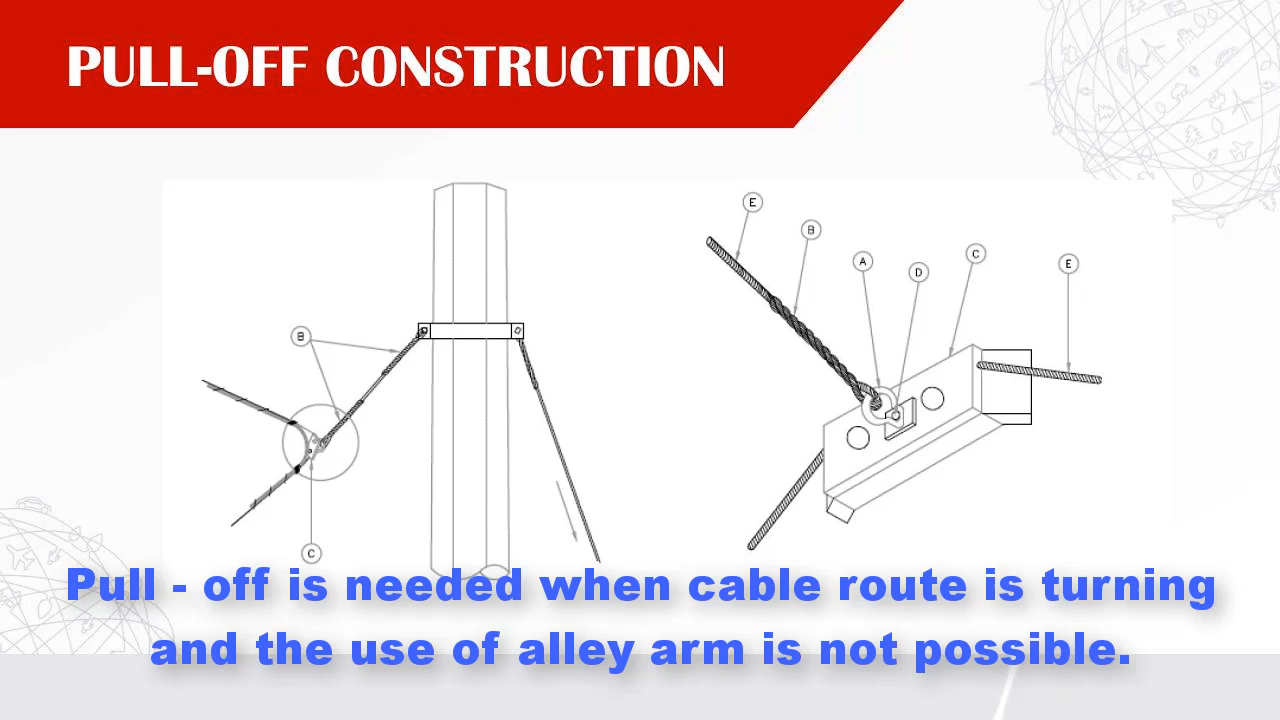 PULL-OFF CONSTRUCTION
E
B
A
D
C
E
B
C
Pull - off is needed when cable route is turning
and the use of alley arm is not possible.